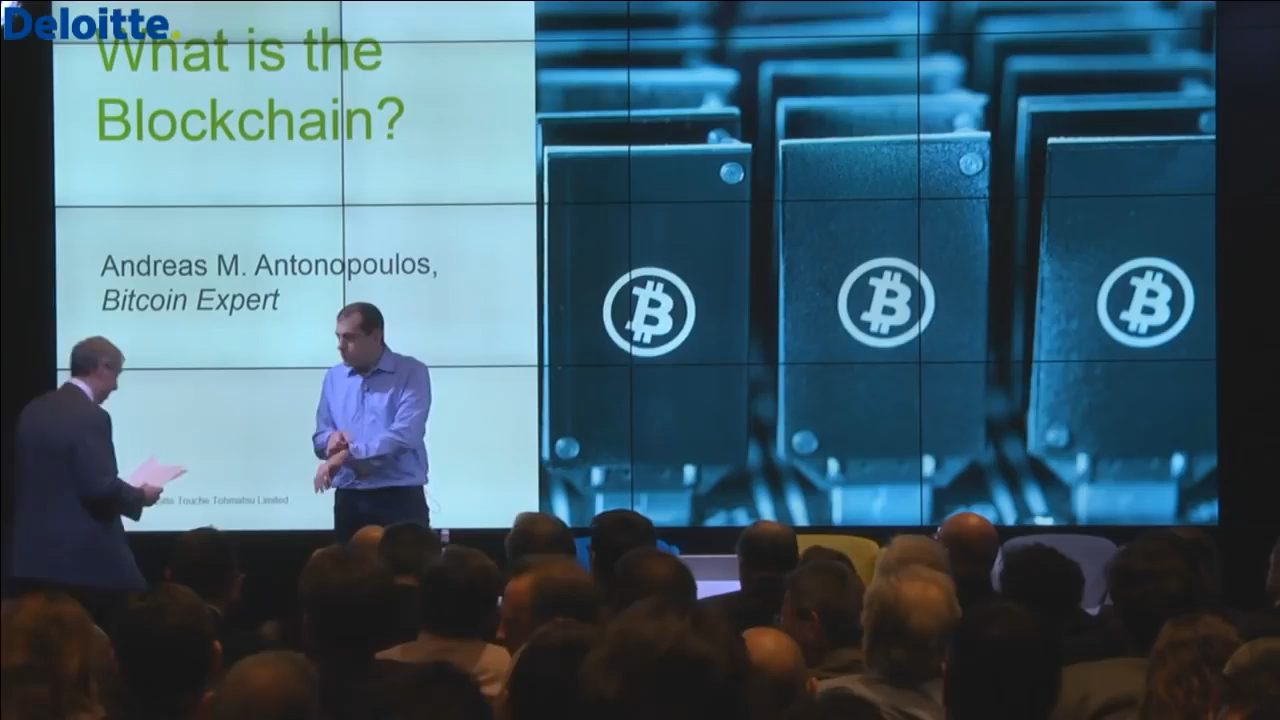 Deloitte.
What is the
Blockchain?
Andreas M. Antonopoulos,
Bitcoin Expert
Touche Tohmatsu Limited